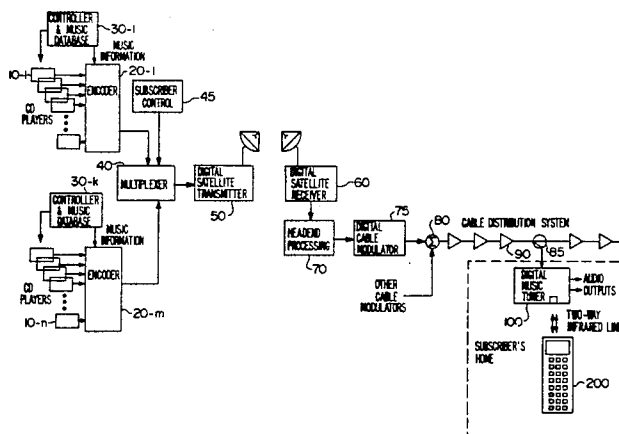 CONTROLLER
& MUSIC
DATABASE
30-1
MUSIC
INFORMATION
10-1
20-1
ENCODER
CD
PLAYERS
SUBSCRIBER
CONTROL
45
40
MULTIPLEXER
DIGITAL
SATELLITE
TRANSMITTER
50
DIGITAL
SATELLITE
RECEIVER
60
HEADEND
PROCESSING
70
75
DIGITAL
CABLE
MODULATOR
80
Σ
CABLE DISTRIBUTION SYSTEM
90
85
OTHER
CABLE
MODULATORS
DIGITAL
MUSIC
TUNER
100
AUDIO
OUTPUTS
TWO-WAY
INFRARED LIN
SUBSCRIBER'S
HOME
200
30-k
CONTROLLER
& MUSIC
DATABASE
MUSIC
INFORMATION
ENCODER
CD
PLAYERS
10-n
20-m